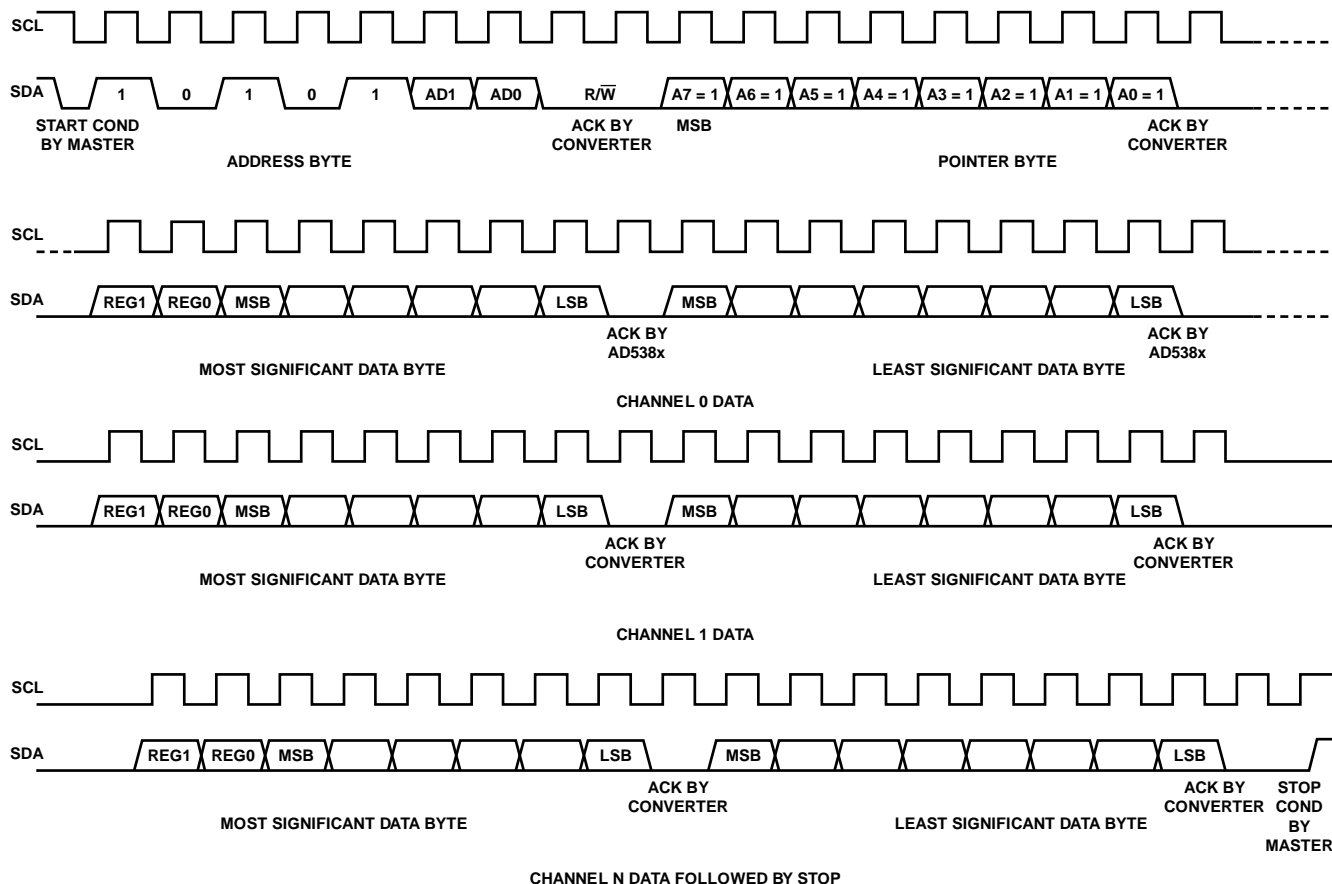 SCL
SDA 1 0 1 0 1 AD1 AD0 R/W̅ A7 = 1 A6 = 1 A5 = 1 A4 = 1 A3 = 1 A2 = 1 A1 = 1 A0 = 1
START COND BY MASTER
ACK BY CONVERTER
MSB
ACK BY CONVERTER
ADDRESS BYTE
POINTER BYTE
SCL
SDA REG1 REG0 MSB LSB MSB LSB
ACK BY AD538x
ACK BY AD538x
MOST SIGNIFICANT DATA BYTE
LEAST SIGNIFICANT DATA BYTE
CHANNEL 0 DATA
SCL
SDA REG1 REG0 MSB LSB MSB LSB
ACK BY CONVERTER
ACK BY CONVERTER
MOST SIGNIFICANT DATA BYTE
LEAST SIGNIFICANT DATA BYTE
CHANNEL 1 DATA
SCL
SDA REG1 REG0 MSB LSB MSB LSB
ACK BY CONVERTER
ACK BY CONVERTER
STOP COND BY MASTER
MOST SIGNIFICANT DATA BYTE
LEAST SIGNIFICANT DATA BYTE
CHANNEL N DATA FOLLOWED BY STOP